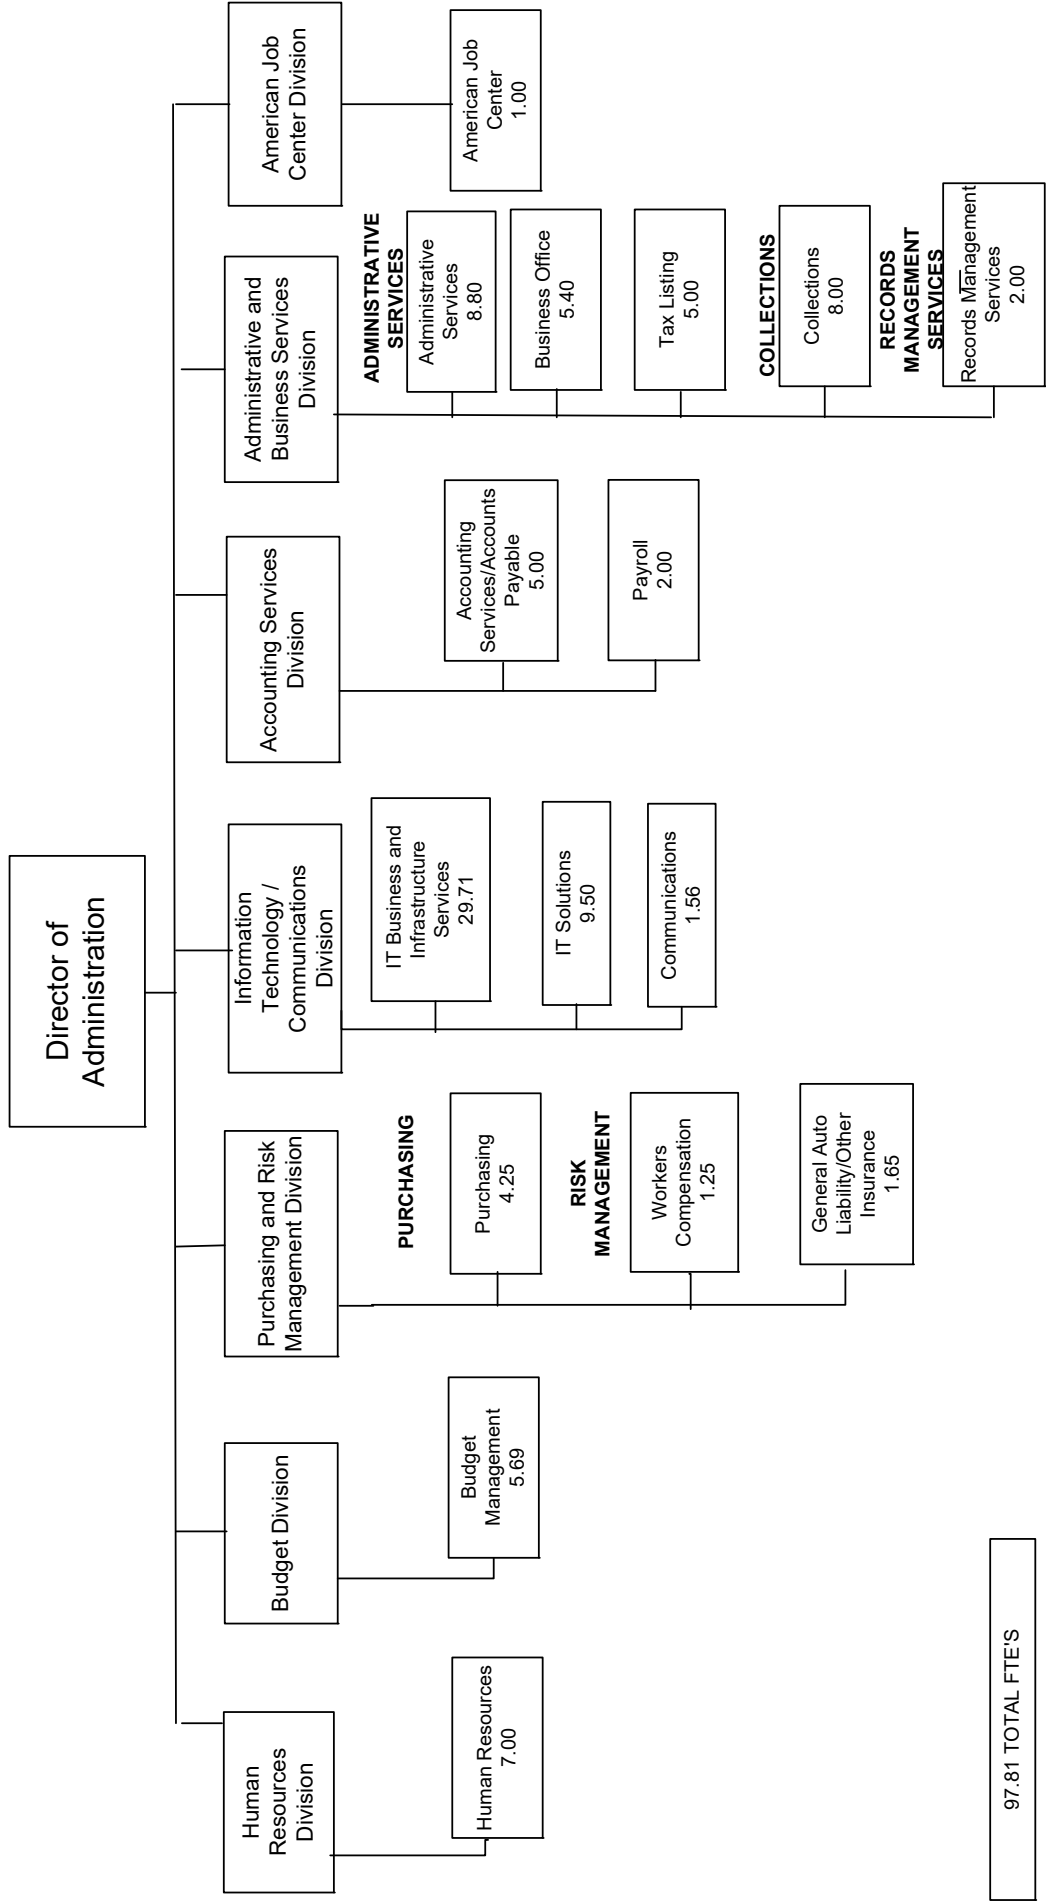 Director of
Administration
Human
Resources
Division
Budget Division
Purchasing and Risk
Management Division
Information
Technology /
Communications
Division
Accounting Services
Division
Administrative and
Business Services
Division
American Job
Center Division
Human Resources
7.00
Budget
Management
5.69
PURCHASING
Purchasing
4.25
RISK
MANAGEMENT
Workers
Compensation
1.25
General Auto
Liability/Other
Insurance
1.65
IT Business and
Infrastructure
Services
29.71
IT Solutions
9.50
Communications
1.56
Accounting
Services/Accounts
Payable
5.00
Payroll
2.00
ADMINISTRATIVE
SERVICES
Administrative
Services
8.80
Business Office
5.40
Tax Listing
5.00
COLLECTIONS
Collections
8.00
RECORDS
MANAGEMENT
SERVICES
Records Management
Services
2.00
American Job
Center
1.00
97.81 TOTAL FTE'S